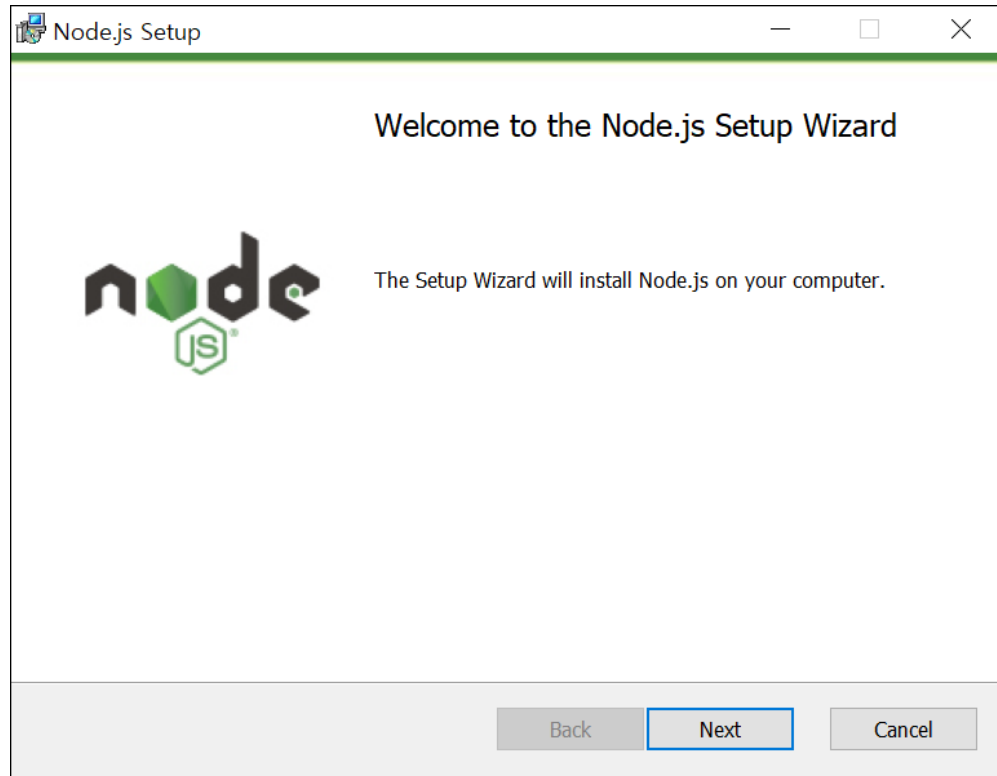 Node.js Setup
Welcome to the Node.js Setup Wizard
node
JS®
The Setup Wizard will install Node.js on your computer.
Back
Next
Cancel